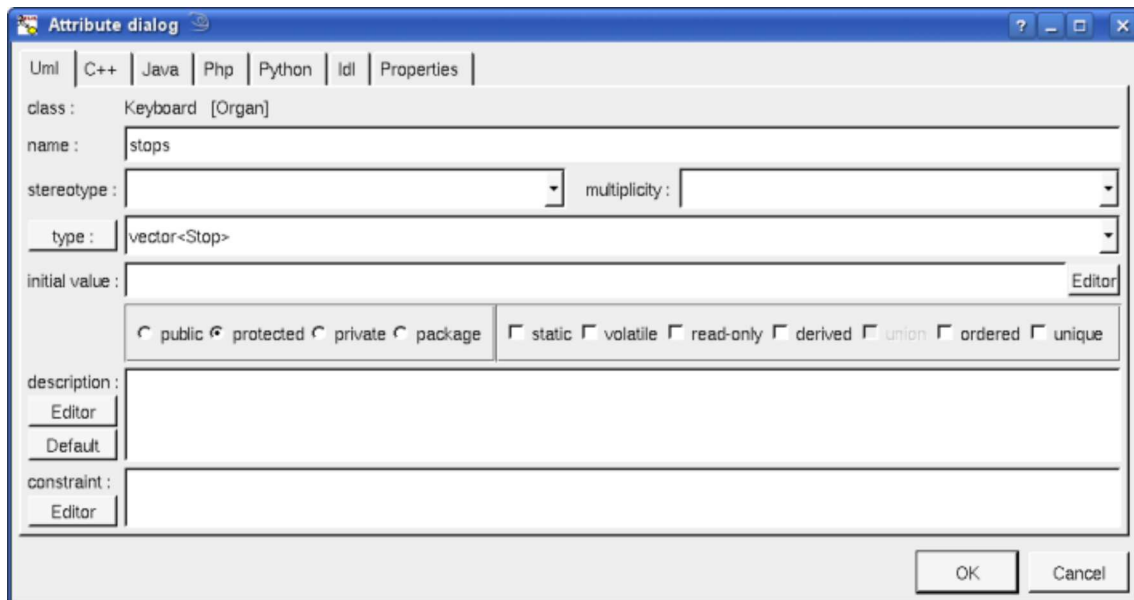 Attribute dialog
Uml C++ Java Php Python Idl Properties
class : Keyboard [Organ]
name : stops
stereotype : multiplicity :
type : vector<Stop>
initial value : Editor
public protected private package static volatile read-only derived union ordered unique
description :
Editor
Default
constraint :
Editor
OK Cancel